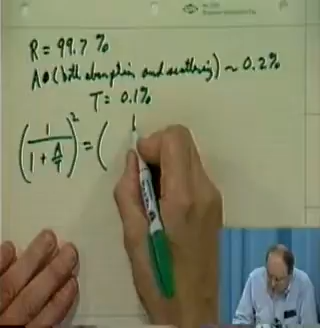 R = 99.7 %
A (both absorption and scattering) ~ 0.2%
T = 0.1%
(1 / (1 + A/T))² = ( 1